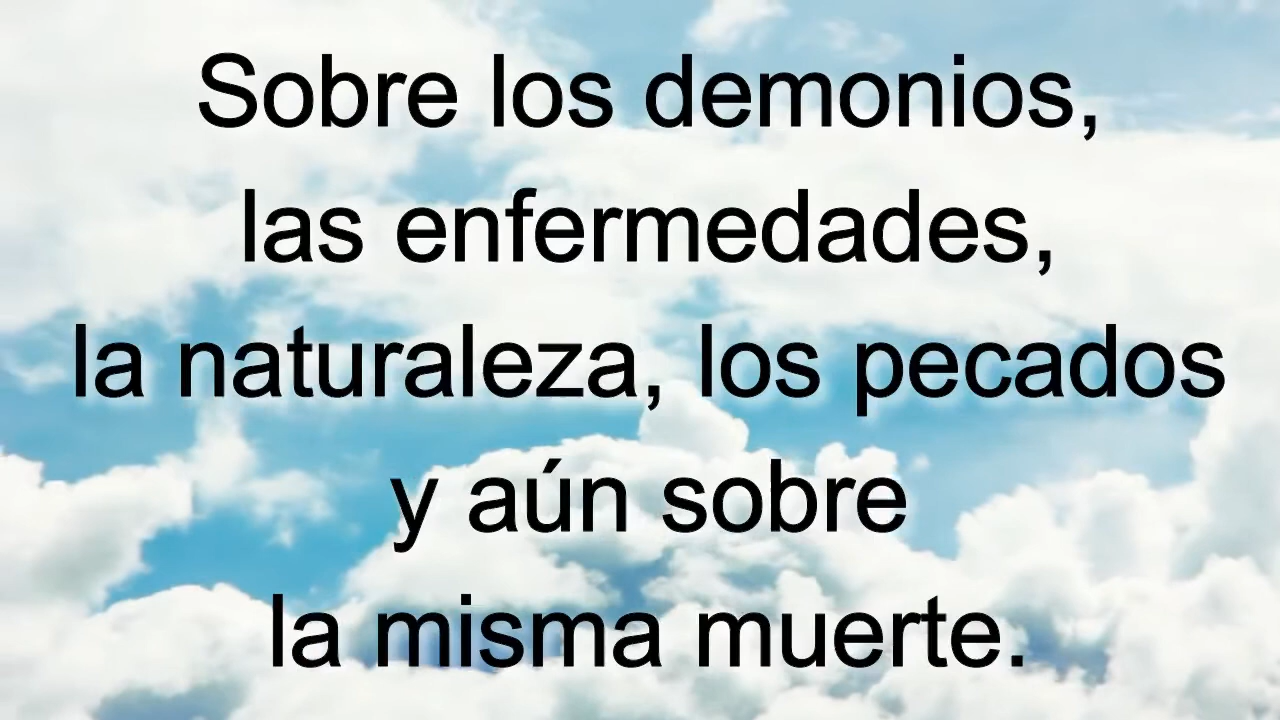 Sobre los demonios,
las enfermedades,
la naturaleza, los pecados
y aún sobre
la misma muerte.